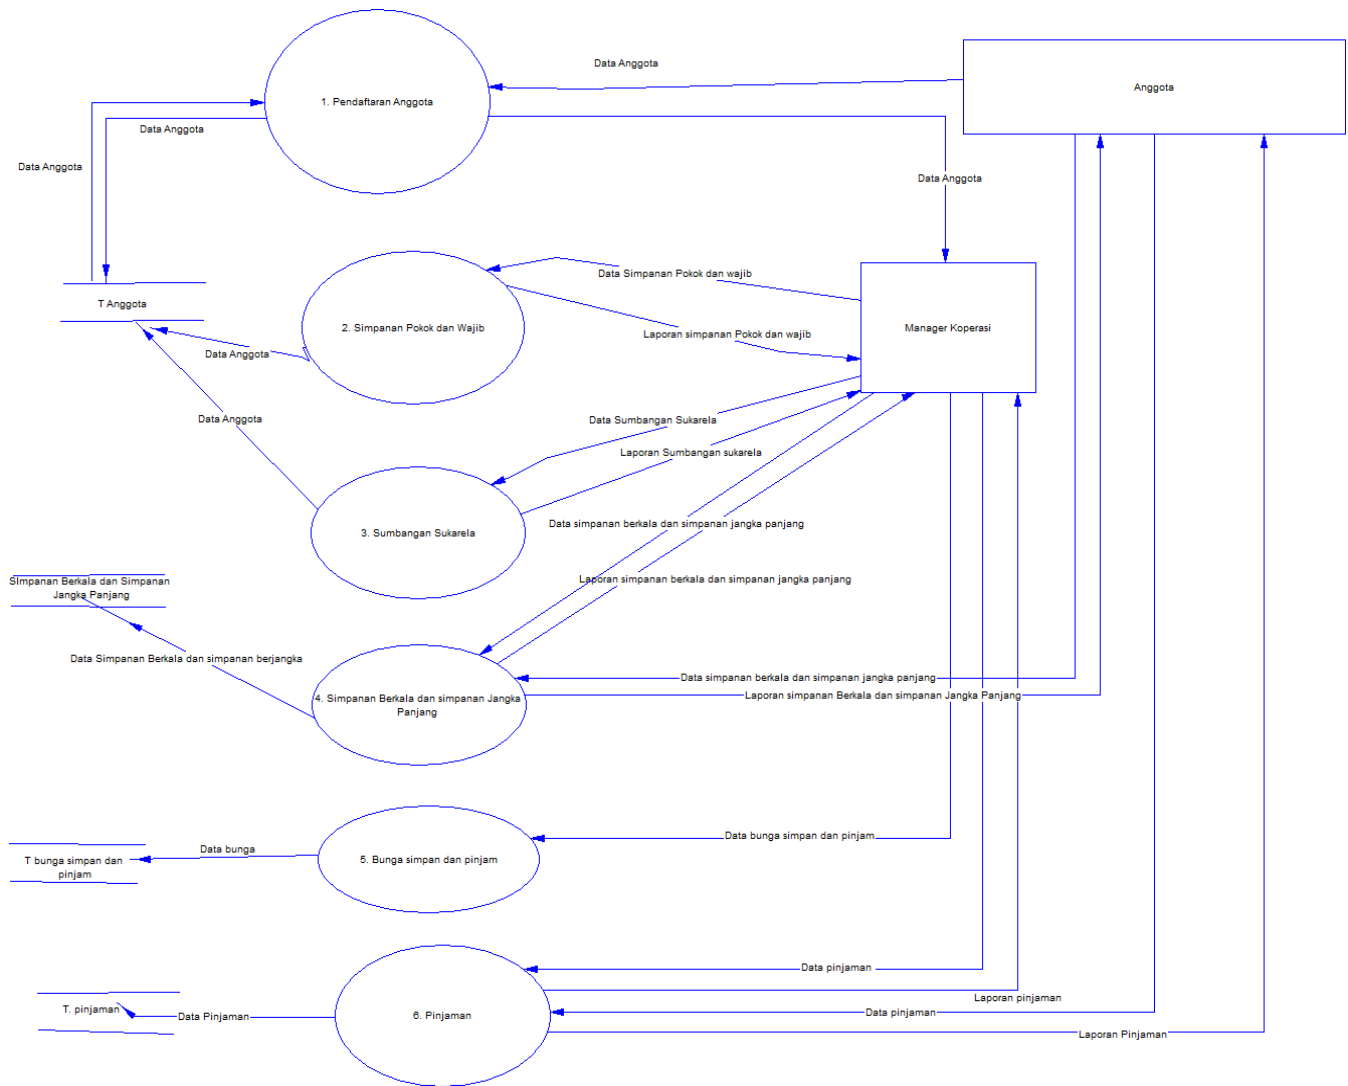 Data Anggota
Anggota
1. Pendaftaran Anggota
Data Anggota
Data Anggota
Data Anggota
Data Simpanan Pokok dan wajib
T Anggota
2. Simpanan Pokok dan Wajib
Manager Koperasi
Laporan simpanan Pokok dan wajib
Data Anggota
Data Anggota
Data Sumbangan Sukarela
Laporan Sumbangan sukarela
Data simpanan berkala dan simpanan jangka panjang
3. Sumbangan Sukarela
Laporan simpanan berkala dan simpanan jangka panjang
SImpanan Berkala dan Simpanan
Jangka Panjang
Data Simpanan Berkala dan simpanan berjangka
Data simpanan berkala dan simpanan jangka panjang
Laporan simpanan Berkala dan simpanan Jangka Panjang
4. Simpanan Berkala dan simpanan Jangka
Panjang
Data bunga simpan dan pinjam
Data bunga
T bunga simpan dan
pinjam
5. Bunga simpan dan pinjam
Data pinjaman
Laporan pinjaman
T. pinjaman
Data Pinjaman
6. Pinjaman
Data pinjaman
Laporan Pinjaman